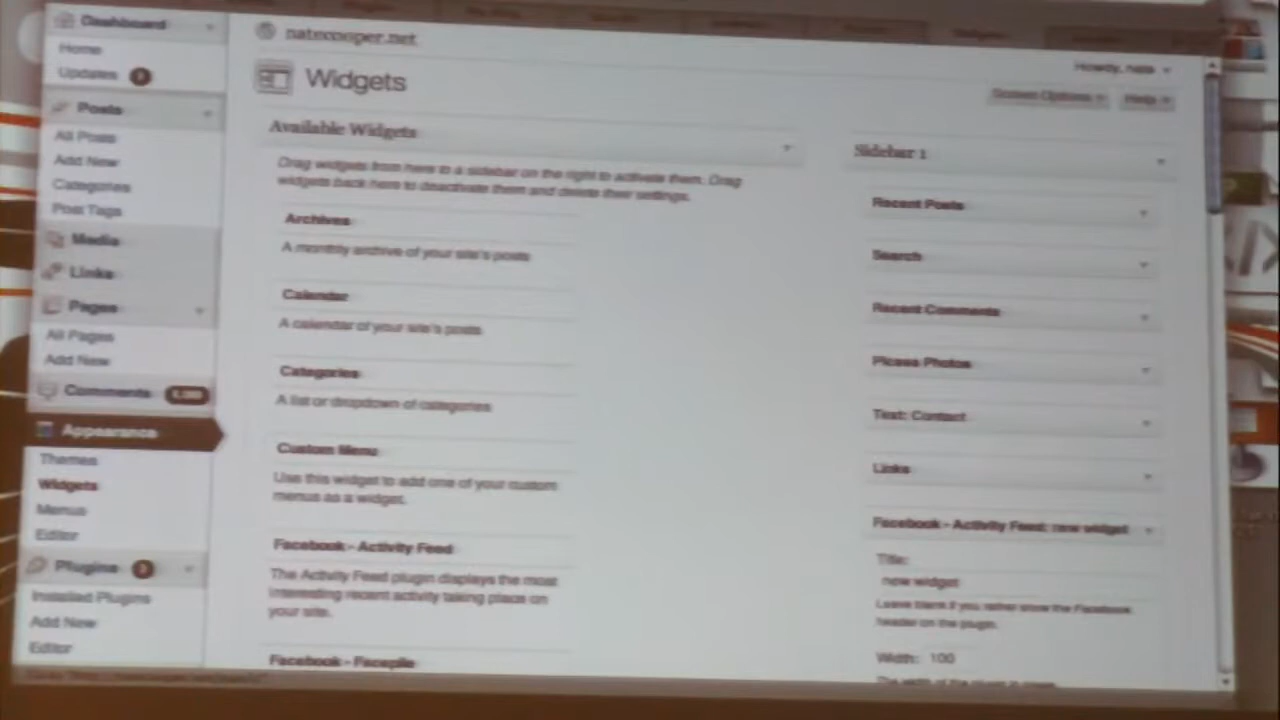 Dashboard
Home
Updates
Posts
All Posts
Add New
Categories
Post Tags
Media
Links
Pages
All Pages
Add New
Comments
Appearance
Themes
Widgets
Menus
Editor
Plugins
Installed Plugins
Add New
Editor
natecooper.net
Howdy, nate
Widgets
Screen Options
Help
Available Widgets
Drag widgets from here to a sidebar on the right to activate them. Drag
widgets back here to deactivate them and delete their settings.
Archives
A monthly archive of your site's posts
Calendar
A calendar of your site's posts
Categories
A list or dropdown of categories
Custom Menu
Use this widget to add one of your custom
menus as a widget.
Facebook - Activity Feed
The Activity Feed plugin displays the most
interesting recent activity taking place on
your site.
Facebook - Facepile
Sidebar 1
Recent Posts
Search
Recent Comments
Picasa Photos
Text: Contact
Links
Facebook - Activity Feed: new widget
Title:
new widget
Leave blank if you rather show the Facebook
header on the plugin.
Width: 100
The width of the plugin in pixels